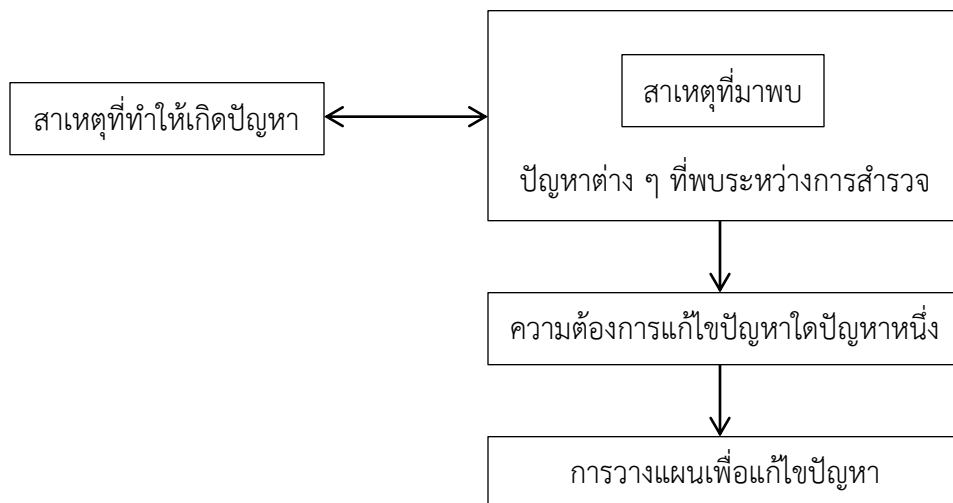 สาเหตุที่มาพบ
สาเหตุที่ทำให้เกิดปัญหา
ปัญหาต่าง ๆ ที่พบระหว่างการสำรวจ
ความต้องการแก้ไขปัญหาใดปัญหาหนึ่ง
การวางแผนเพื่อแก้ไขปัญหา